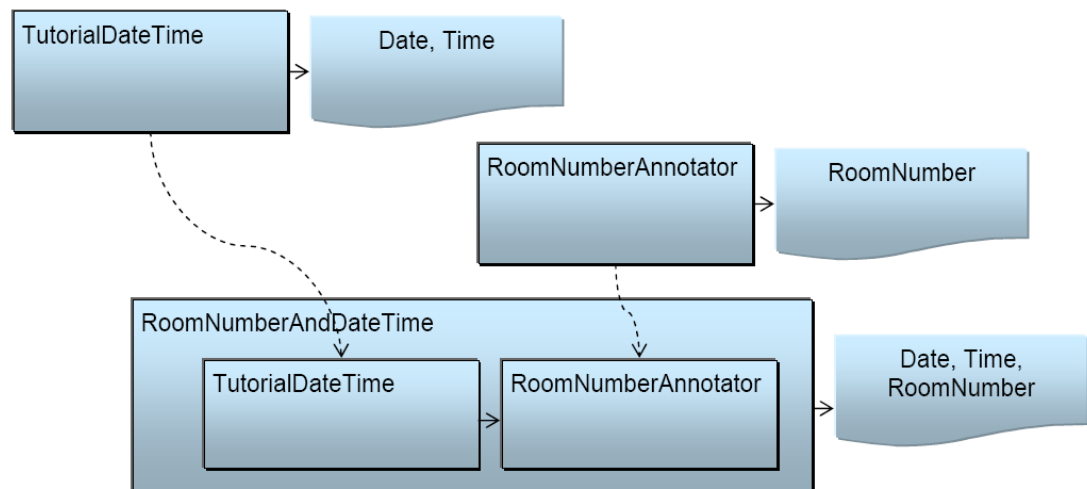 TutorialDateTime
Date, Time
RoomNumberAnnotator
RoomNumber
RoomNumberAndDateTime
TutorialDateTime
RoomNumberAnnotator
Date, Time,
RoomNumber